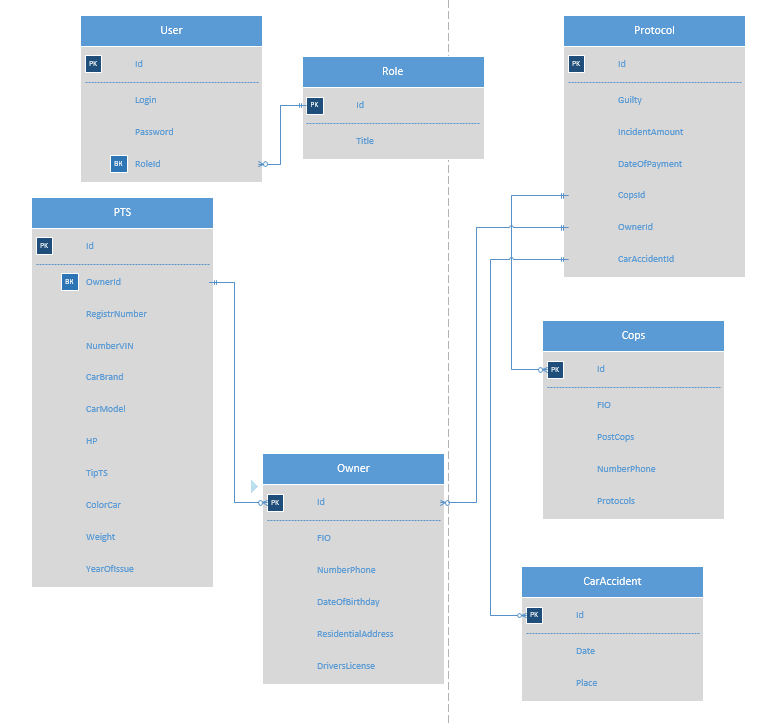 User
PK Id
Login
Password
BK RoleId
Role
PK Id
Title
Protocol
PK Id
Guilty
IncidentAmount
DateOfPayment
CopsId
OwnerId
CarAccidentId
PTS
PK Id
BK OwnerId
RegistrNumber
NumberVIN
CarBrand
CarModel
HP
TipTS
ColorCar
Weight
YearOfIssue
Cops
PK Id
FIO
PostCops
NumberPhone
Protocols
Owner
PK Id
FIO
NumberPhone
DateOfBirthday
ResidentialAddress
DriversLicense
CarAccident
PK Id
Date
Place